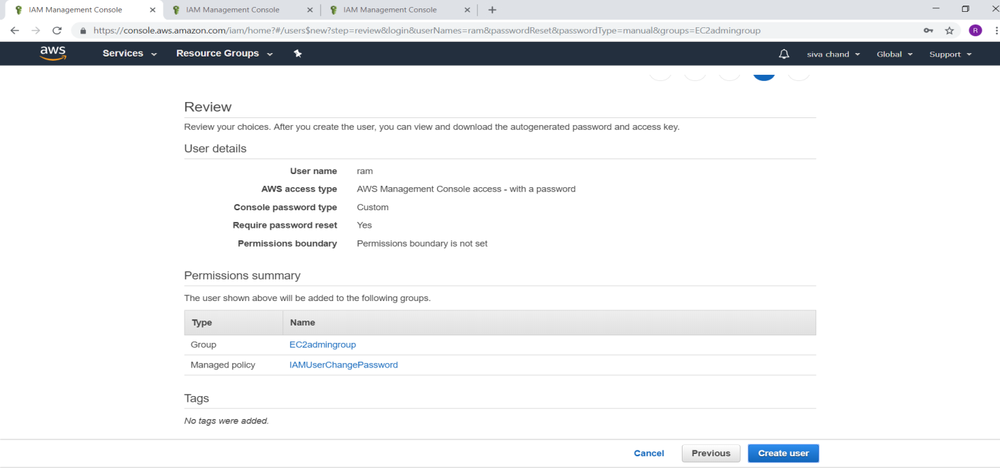 IAM Management Console IAM Management Console IAM Management Console
https://console.aws.amazon.com/iam/home?#/users$new?step=review&login&userNames=ram&passwordReset&passwordType=manual&groups=EC2admingroup R
aws Services Resource Groups siva chand Global Support
Review
Review your choices. After you create the user, you can view and download the autogenerated password and access key.
User details
User name ram
AWS access type AWS Management Console access - with a password
Console password type Custom
Require password reset Yes
Permissions boundary Permissions boundary is not set
Permissions summary
The user shown above will be added to the following groups.
Type Name
Group EC2admingroup
Managed policy IAMUserChangePassword
Tags
No tags were added.
Cancel Previous Create user